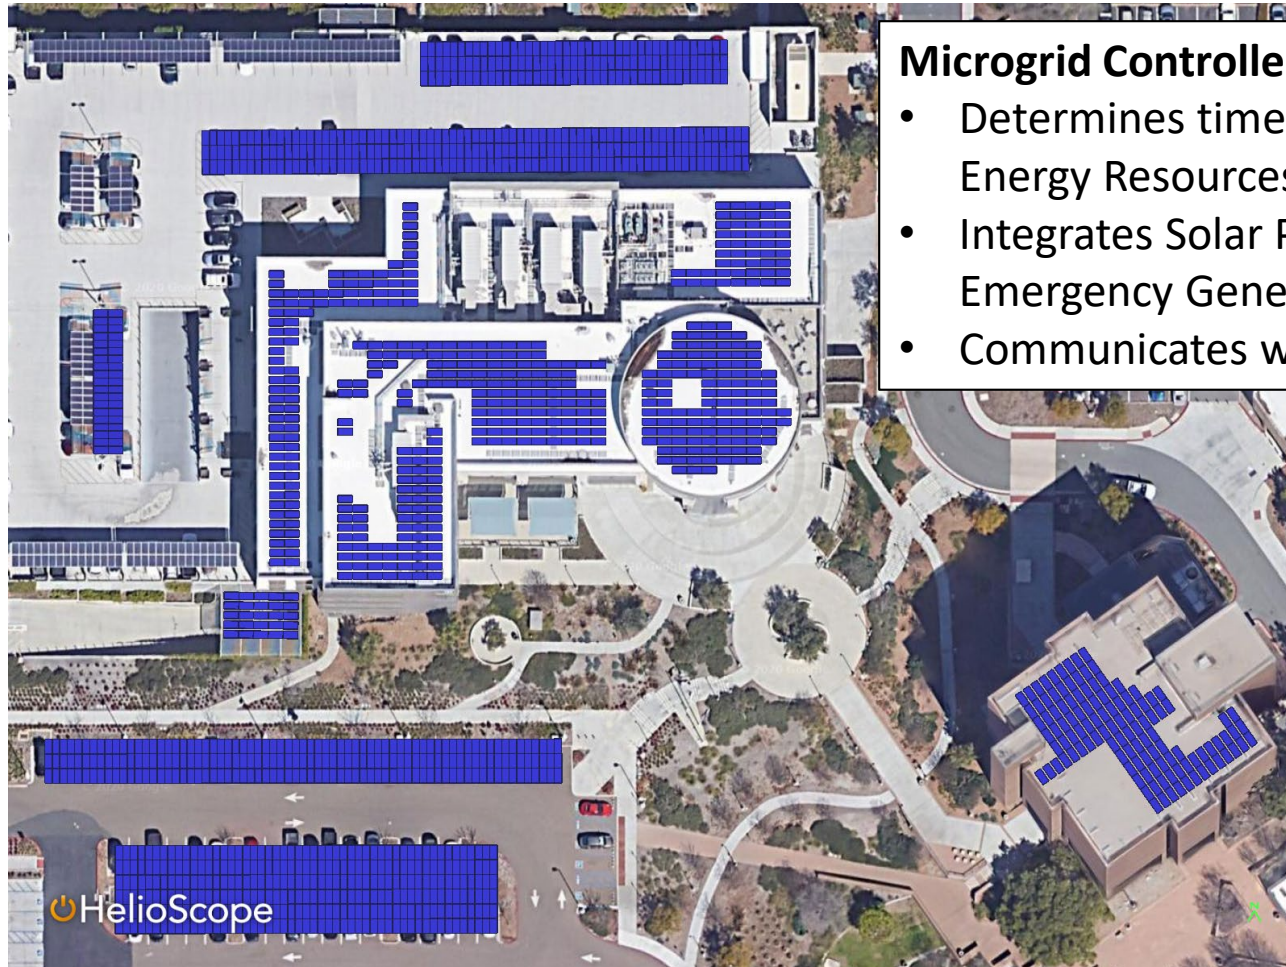 Microgrid Controlle
• Determines time
Energy Resources
• Integrates Solar P
Emergency Gene
• Communicates w
HelioScope